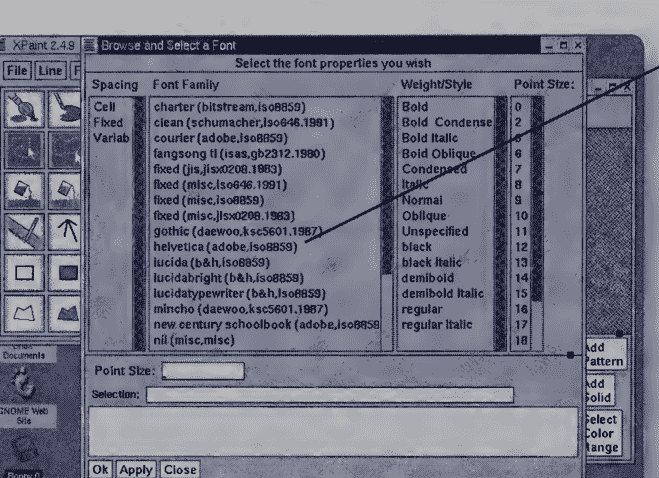 XPaint 2.4.9
Browse and Select a Font
File Line F
Select the font properties you wish
Spacing Font Family Weight/Style Point Size:
Cell
Fixed
Variab
charter (bitstream,iso8859)
clean (schumacher,iso646.1991)
courier (adobe,iso8859)
fangsong ti (isas,gb2312.1980)
fixed (jis,jisx0208.1983)
fixed (misc,iso646.1991)
fixed (misc,iso8859)
fixed (misc,jisx0208.1983)
gothic (daewoo,ksc5601.1987)
helvetica (adobe,iso8859)
lucida (b&h,iso8859)
lucidabright (b&h,iso8859)
lucidatypewriter (b&h,iso8859)
mincho (daewoo,ksc5601.1987)
new century schoolbook (adobe,iso8859
nil (misc,misc)
Bold
Bold Condense
Bold Italic
Bold Oblique
Condensed
Italic
Normal
Oblique
Unspecified
black
black italic
demibold
demibold italic
regular
regular italic
0
2
6
7
8
9
10
11
12
13
14
15
16
17
18
Point Size:
Selection:
Ok Apply Close
Documents
GNOME Web
Site
Add
Pattern
Add
Solid
Select
Color
Range